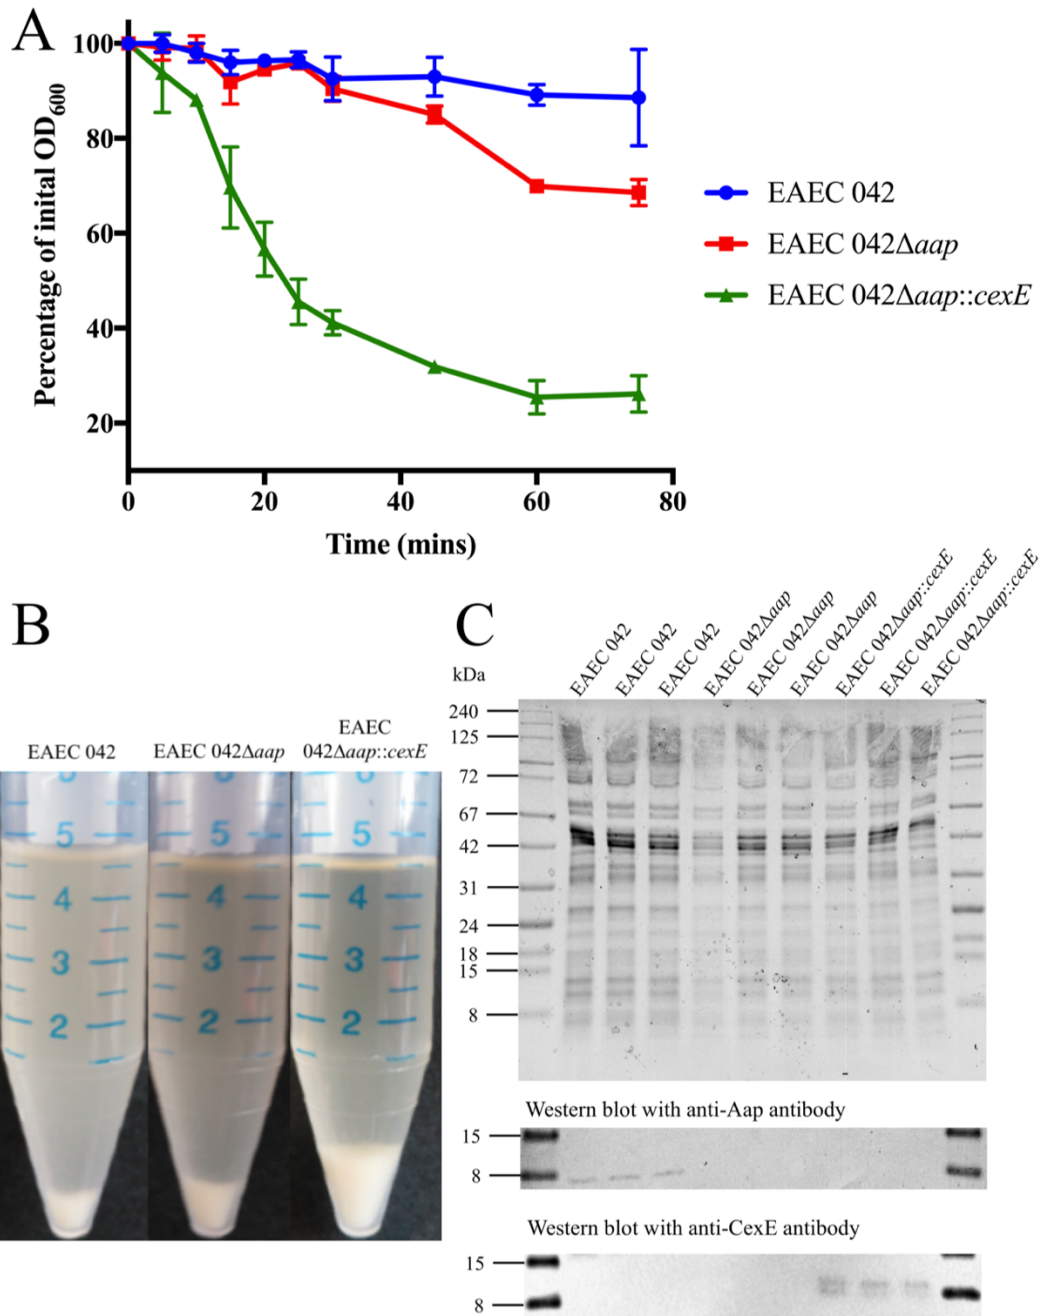 A
Percentage of inital OD600
100
80
60
40
20
0
20
40
60
80
Time (mins)
EAEC 042
EAEC 042Δaap
EAEC 042Δaap::cexE
B
EAEC 042
EAEC 042Δaap
EAEC
042Δaap::cexE
5
4
3
2
5
4
3
2
5
4
3
2
C
EAEC 042
EAEC 042
EAEC 042
EAEC 042Δaap
EAEC 042Δaap
EAEC 042Δaap
EAEC 042Δaap::cexE
EAEC 042Δaap::cexE
EAEC 042Δaap::cexE
kDa
240
125
72
67
42
31
24
18
15
8
Western blot with anti-Aap antibody
15
8
Western blot with anti-CexE antibody
15
8